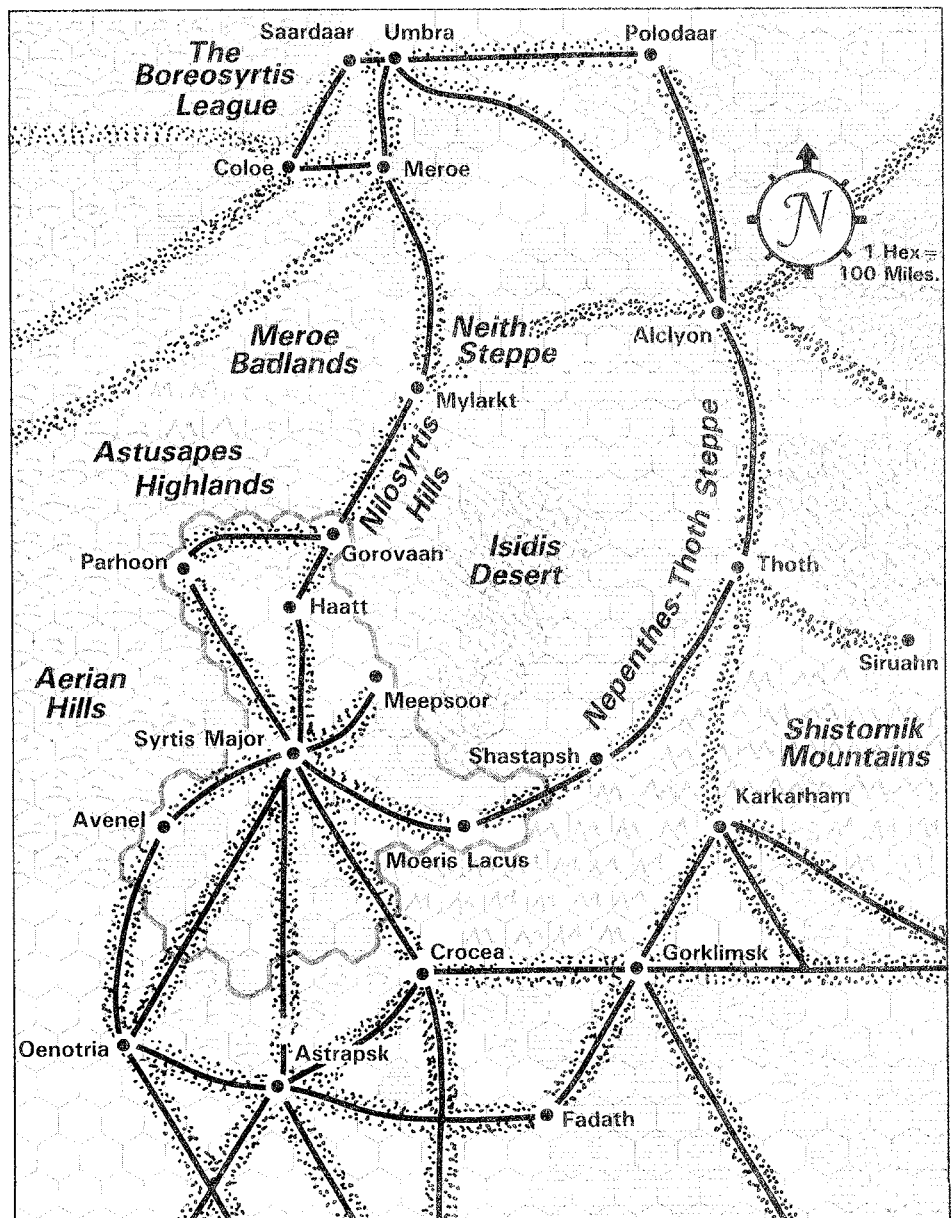 Saardaar
Umbra
Polodaar
The
Boreosyrtis
League
Coloe
Meroe
N
1 Hex =
100 Miles.
Meroe
Badlands
Neith
Steppe
Alclyon
Mylarkt
Astusapes
Highlands
Nilosyrtis
Hills
Nepenthes-Thoth Steppe
Parhoon
Gorovaan
Isidis
Desert
Thoth
Haatt
Siruahn
Aerian
Hills
Meepsoor
Syrtis Major
Shastapsh
Shistomik
Mountains
Avenel
Moeris Lacus
Karkarham
Crocea
Gorklimsk
Oenotria
Astrapsk
Fadath